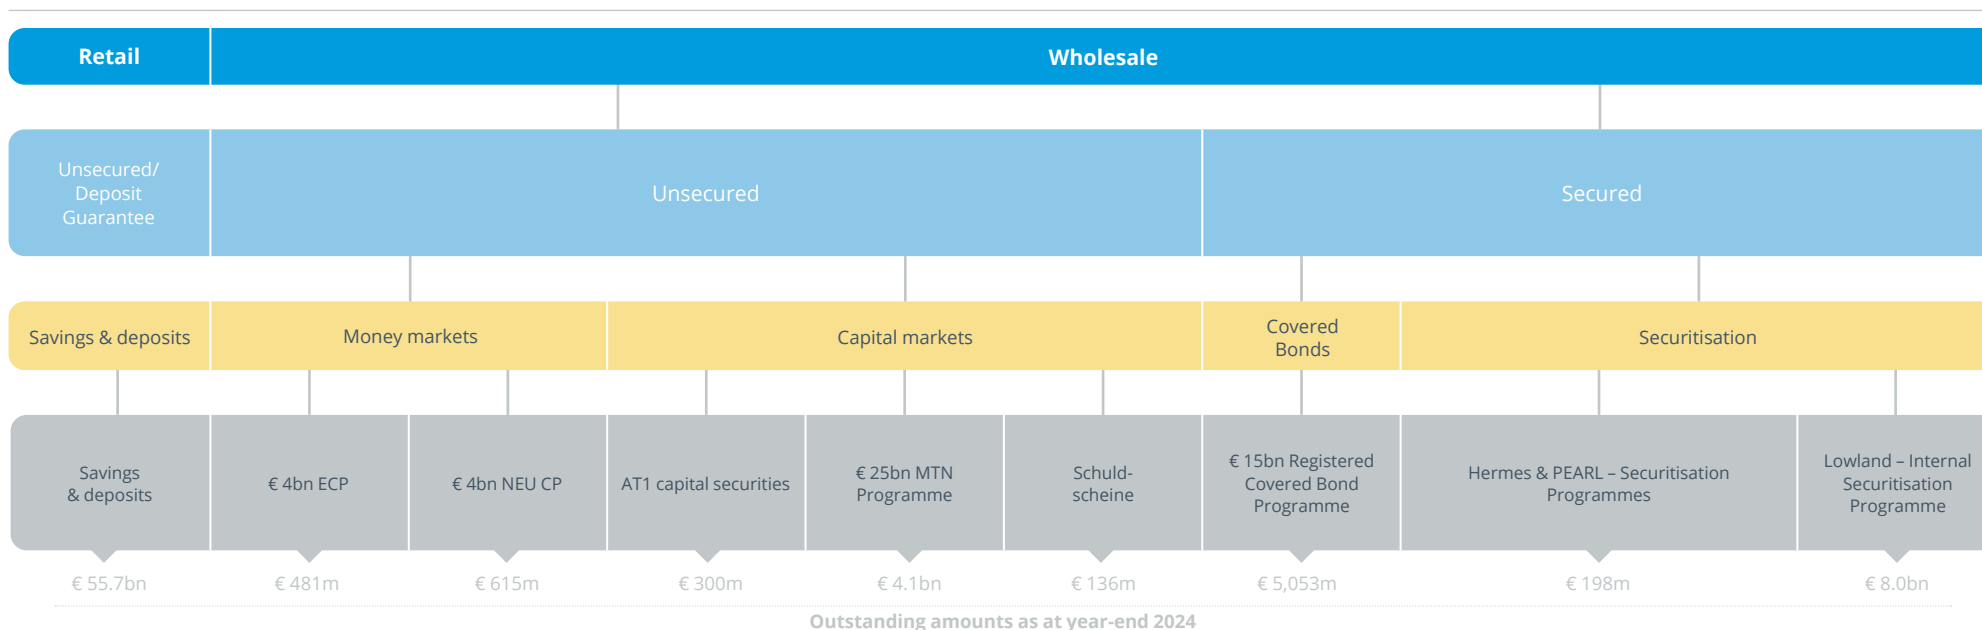 Retail
Wholesale
Unsecured/
Deposit
Guarantee
Unsecured
Secured
Savings & deposits
Money markets
Capital markets
Covered
Bonds
Securitisation
Savings
& deposits
€ 4bn ECP
€ 4bn NEU CP
AT1 capital securities
€ 25bn MTN
Programme
Schuld-
scheine
€ 15bn Registered
Covered Bond
Programme
Hermes & PEARL – Securitisation
Programmes
Lowland – Internal
Securitisation
Programme
€ 55.7bn
€ 481m
€ 615m
€ 300m
€ 4.1bn
€ 136m
€ 5,053m
€ 198m
€ 8.0bn
Outstanding amounts as at year-end 2024